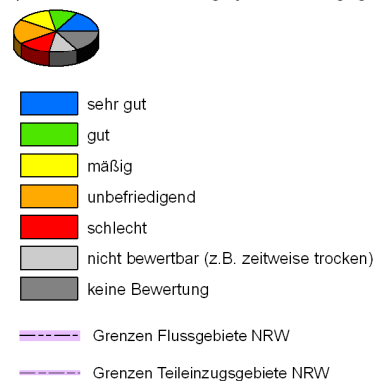 sehr gut
gut
mäßig
unbefriedigend
schlecht
nicht bewertbar (z.B. zeitweise trocken)
keine Bewertung
Grenzen Flussgebiete NRW
Grenzen Teileinzugsgebiete NRW